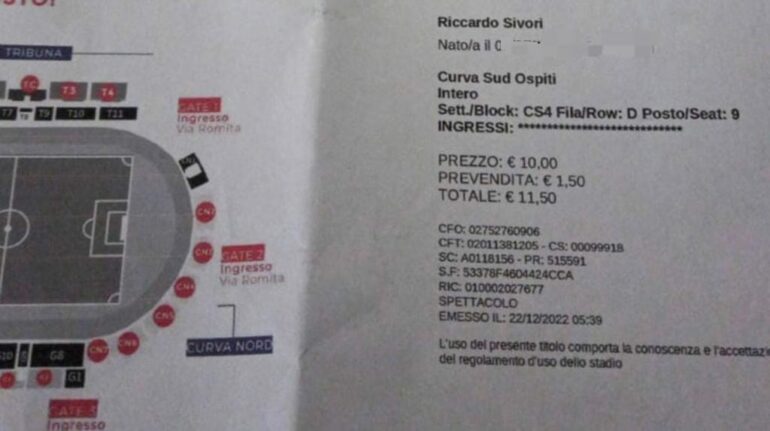 TRIBUNA
TC
T3
T4
T7
T8
T9
T10
T11
GATE 1
Ingresso
Via Romita
CN2
CN3
GATE 2
Ingresso
Via Romita
CN4
CN5
CN6
CN7
CURVA NORD
G10
G8
G1
GATE 3
Ingresso
Riccardo Sivori
Nato/a il
Curva Sud Ospiti
Intero
Sett./Block: CS4 Fila/Row: D Posto/Seat: 9
INGRESSI: ****************************
PREZZO: € 10,00
PREVENDITA: € 1,50
TOTALE: € 11,50
CFO: 02752760906
CFT: 02011381205 - CS: 00099918
SC: A0118156 - PR: 515591
S.F: 53378F4604424CCA
RIC: 010002027677
SPETTACOLO
EMESSO IL: 22/12/2022 05:39
L'uso del presente titolo comporta la conoscenza e l'accettazio
del regolamento d'uso dello stadio